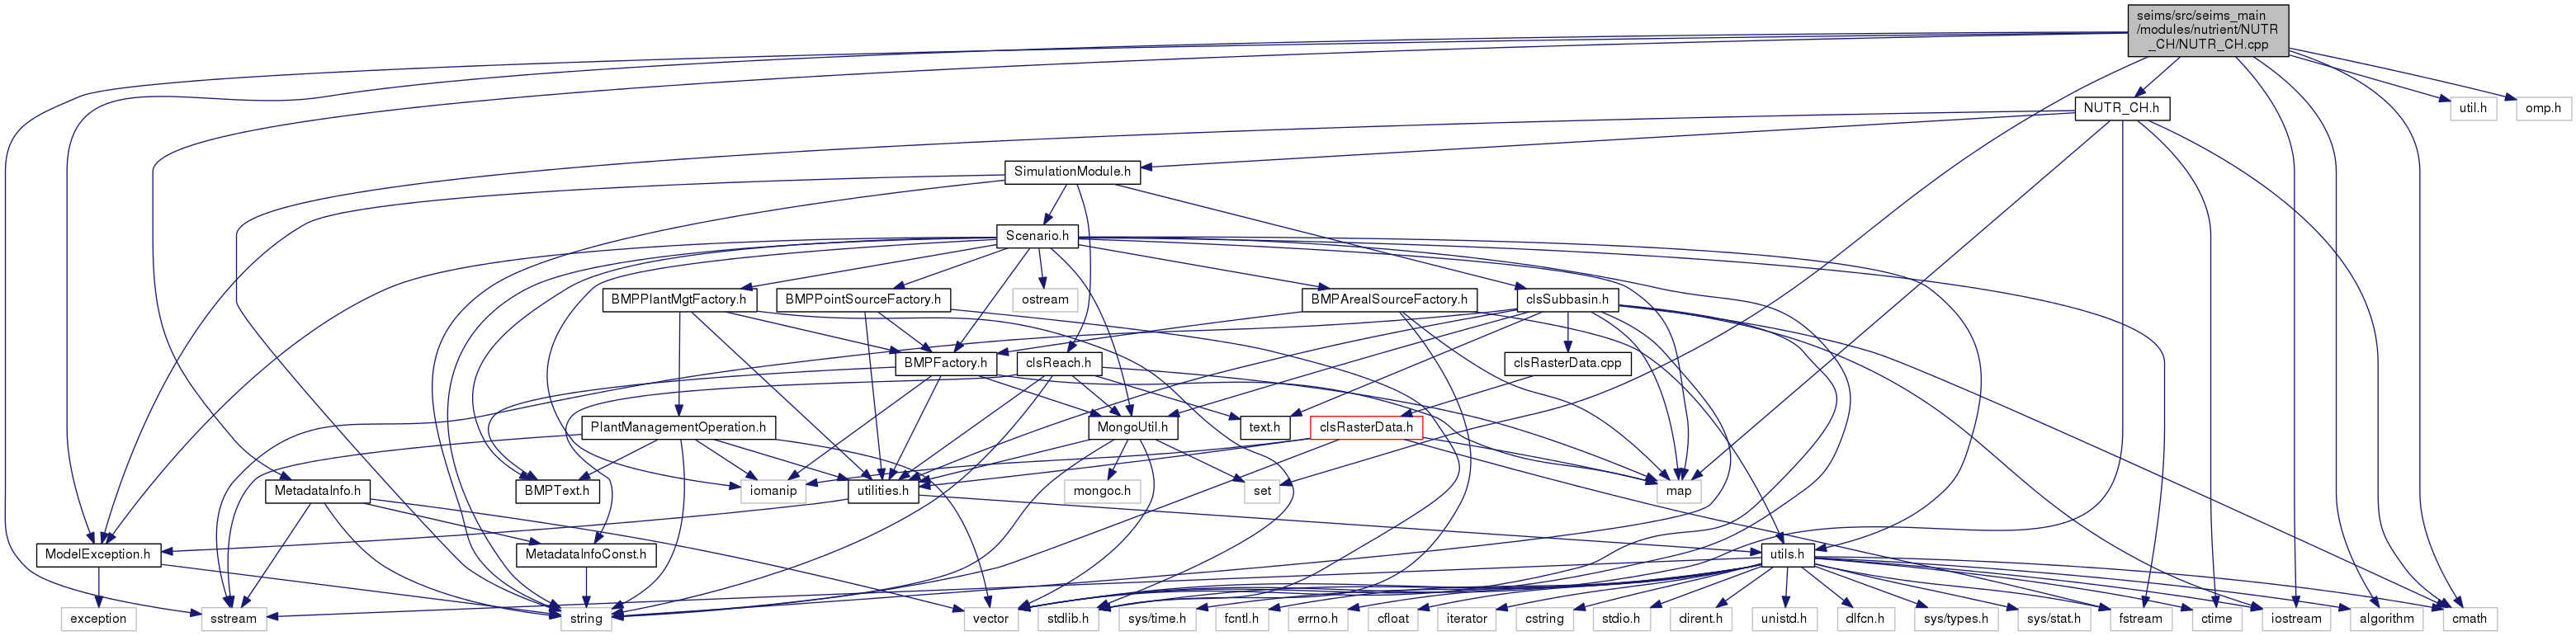 seims/src/seims_main
/modules/nutrient/NUTR
_CH/NUTR_CH.cpp
NUTR_CH.h
util.h
omp.h
SimulationModule.h
Scenario.h
BMPPlantMgtFactory.h
BMPPointSourceFactory.h
ostream
BMPArealSourceFactory.h
clsSubbasin.h
BMPFactory.h
clsReach.h
clsRasterData.cpp
PlantManagementOperation.h
MongoUtil.h
text.h
clsRasterData.h
MetadataInfo.h
BMPText.h
iomanip
utilities.h
mongoc.h
set
map
ModelException.h
MetadataInfoConst.h
utils.h
exception
sstream
string
vector
stdlib.h
sys/time.h
fcntl.h
errno.h
cfloat
iterator
cstring
stdio.h
dirent.h
unistd.h
dlfcn.h
sys/types.h
sys/stat.h
fstream
ctime
iostream
algorithm
cmath